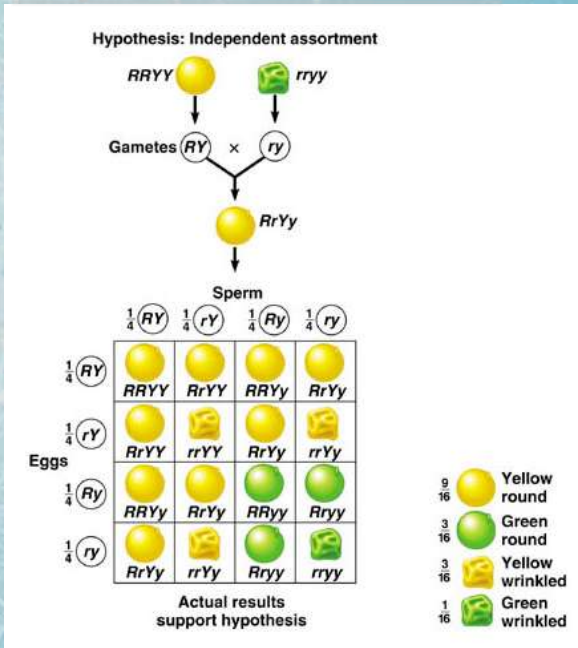 Hypothesis: Independent assortment
RRYY
rryy
Gametes RY × ry
RrYy
Sperm
1/4 RY 1/4 rY 1/4 Ry 1/4 ry
1/4 RY
RRYY RrYY RRYy RrYy
1/4 rY
RrYY rrYY RrYy rrYy
Eggs
1/4 Ry
RRYy RrYy RRyy Rryy
1/4 ry
RrYy rrYy Rryy rryy
Actual results
support hypothesis
9/16 Yellow
round
3/16 Green
round
3/16 Yellow
wrinkled
1/16 Green
wrinkled